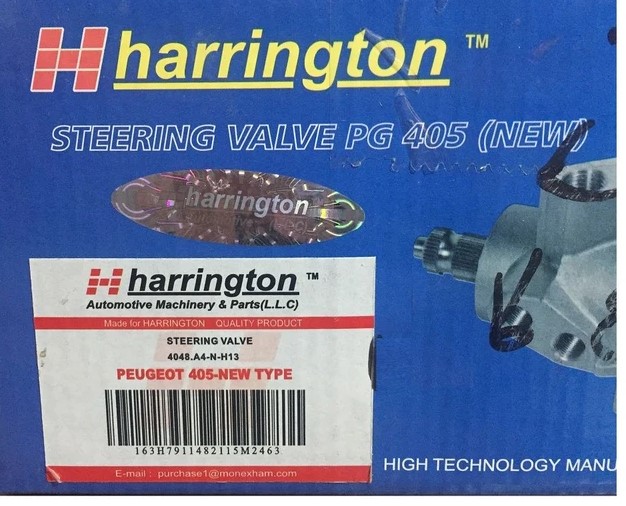 H harrington ™
STEERING VALVE PG 405 (NEW)
harrington
H harrington ™
Automotive Machinery & Parts(L.L.C)
Made for HARRINGTON QUALITY PRODUCT
STEERING VALVE
4048.A4-N-H13
PEUGEOT 405-NEW TYPE
163H7911482115M2463
E-mail : purchase1@monexham.com
HIGH TECHNOLOGY MANU